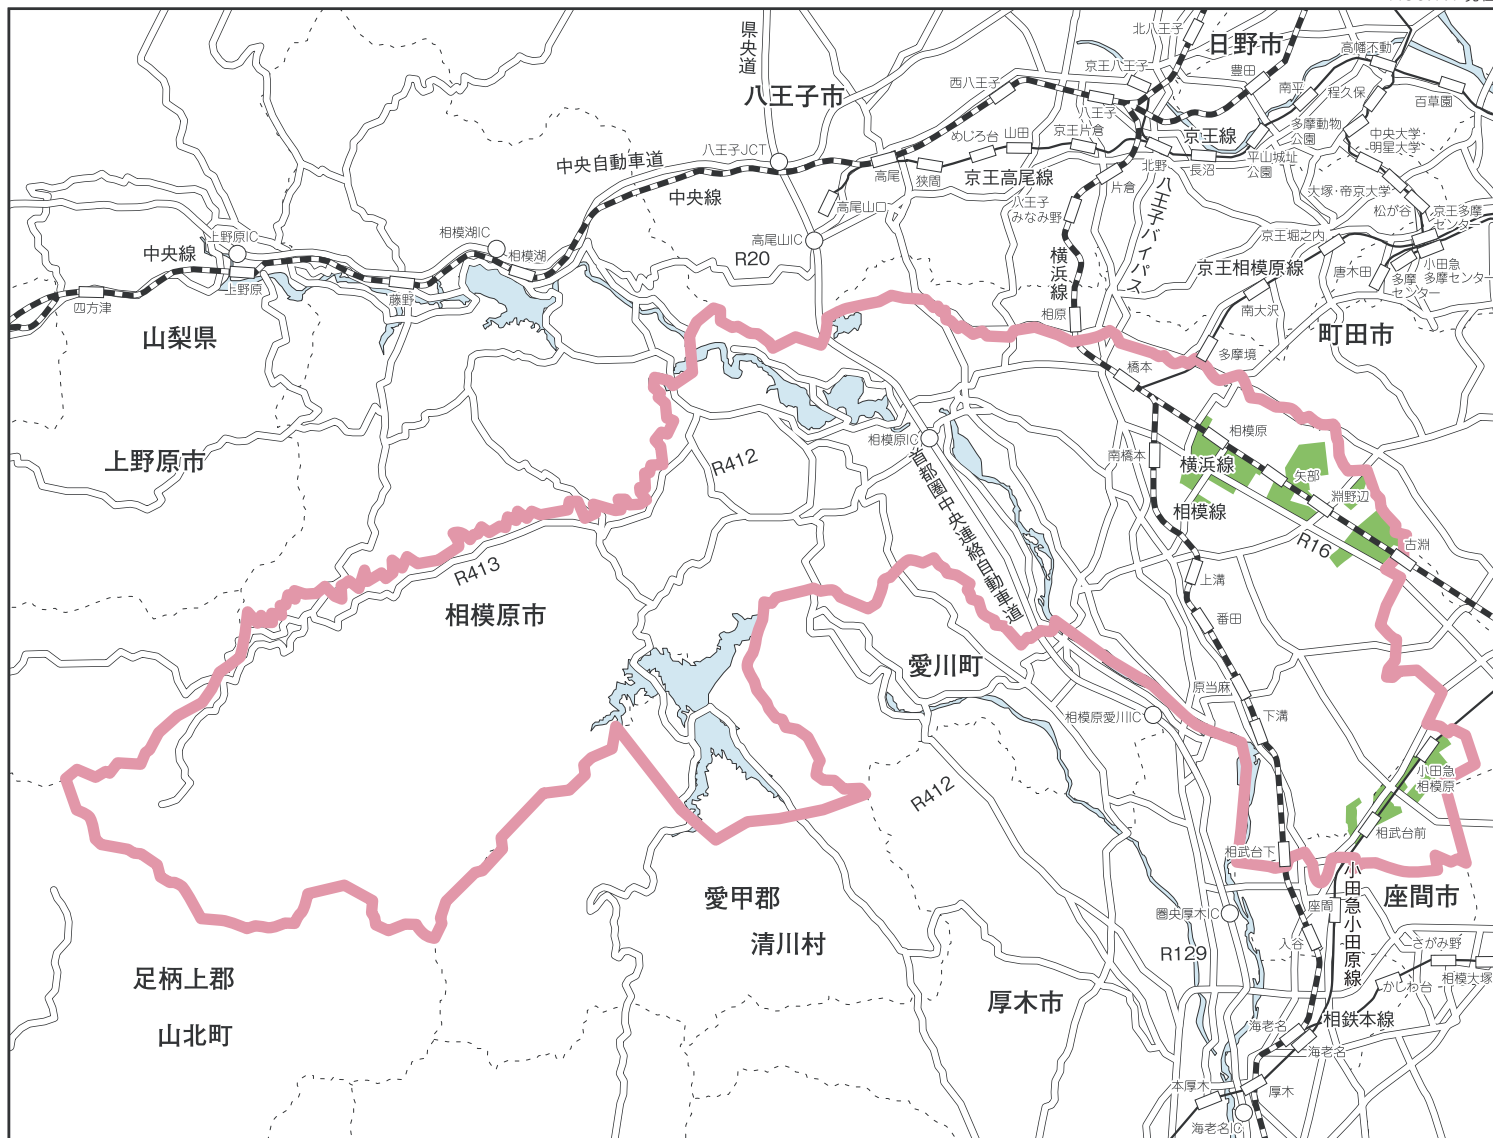 県央道
八王子市
日野市
北八王子
京王八王子
西八王子
八王子
豊田
高幡不動
南平
程久保
百草園
多摩動物
公園
中央大学・
明星大学
京王線
平山城址
公園
長沼
北野
大塚・帝京大学
松が谷
京王多摩
センター
めじろ台
山田
京王片倉
京王高尾線
狭間
高尾
高尾山口
八王子JCT
中央自動車道
中央線
片倉
八王子
みなみ野
八王子バイパス
横浜線
相原
京王堀之内
京王相模原線
唐木田
小田急
多摩センター
多摩
センター
南大沢
町田市
多摩境
橋本
高尾山IC
R20
相模湖IC
相模湖
上野原IC
中央線
上野原
四方津
藤野
山梨県
上野原市
R412
相模原IC
首都圏中央連絡自動車道
南橋本
相模原
横浜線
矢部
淵野辺
相模線
R16
古淵
上溝
番田
R413
相模原市
愛川町
原当麻
下溝
相模原愛川IC
小田急
相模原
相武台前
相武台下
R412
座間市
座間
小田急小田原線
愛甲郡
清川村
圏央厚木IC
入谷
R129
さがみ野
かしわ台
相模大塚
足柄上郡
山北町
厚木市
相鉄本線
海老名
海老名
本厚木
厚木
海老名IC